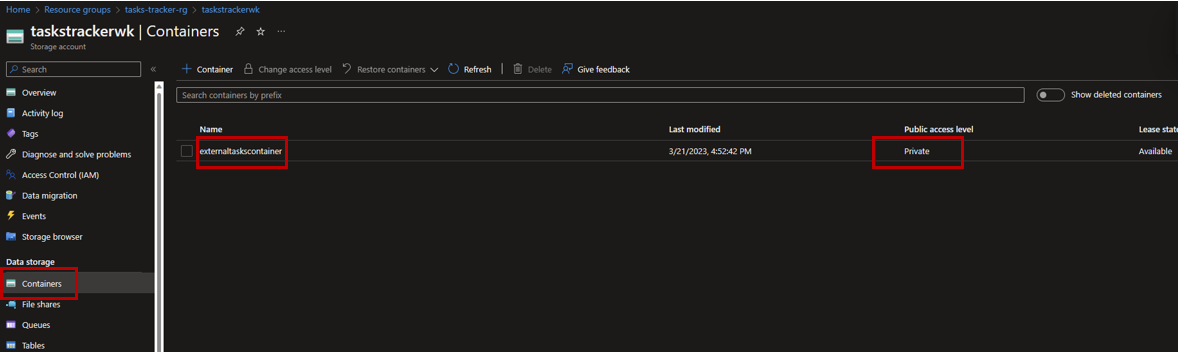 Home > Resource groups > tasks-tracker-rg > taskstrackerwk >
taskstrackerwk | Containers
Storage account
Search
Container Change access level Restore containers Refresh Delete Give feedback
Overview
Activity log
Tags
Diagnose and solve problems
Access Control (IAM)
Data migration
Events
Storage browser
Data storage
Containers
File shares
Queues
Tables
Search containers by prefix
Show deleted containers
Name Last modified Public access level Lease state
externaltaskscontainer 3/21/2023, 4:52:42 PM Private Available